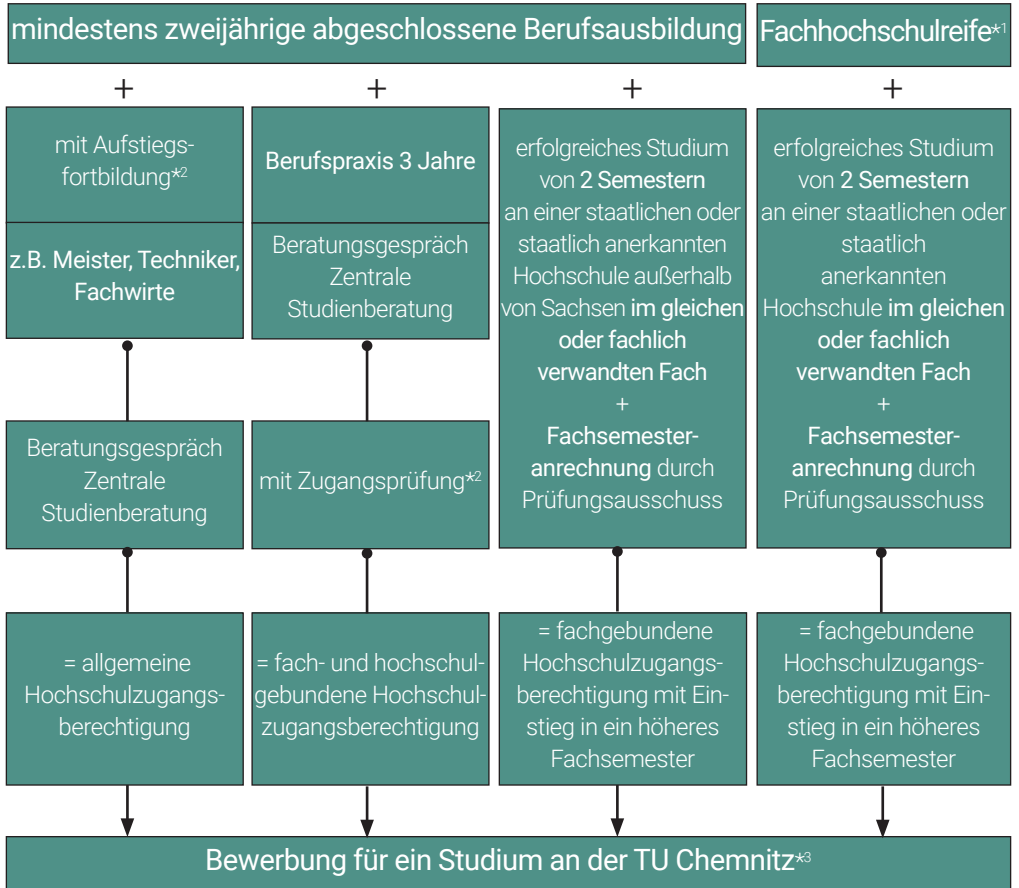 mindestens zweijährige abgeschlossene Berufsausbildung
Fachhochschulreife*1
+
+
+
+
mit Aufstiegs-
fortbildung*2
z.B. Meister, Techniker,
Fachwirte
Beratungsgespräch
Zentrale
Studienberatung
= allgemeine
Hochschulzugangs-
berechtigung
Berufspraxis 3 Jahre
Beratungsgespräch
Zentrale
Studienberatung
mit Zugangsprüfung*2
= fach- und hochschul-
gebundene Hochschul-
zugangsberechtigung
erfolgreiches Studium
von 2 Semestern
an einer staatlichen oder
staatlich anerkannten
Hochschule außerhalb
von Sachsen im gleichen
oder fachlich
verwandten Fach
+
Fachsemester-
anrechnung durch
Prüfungsausschuss
= fachgebundene
Hochschulzugangs-
berechtigung mit Ein-
stieg in ein höheres
Fachsemester
erfolgreiches Studium
von 2 Semestern
an einer staatlichen oder
staatlich
anerkannten
Hochschule im gleichen
oder fachlich
verwandten Fach
+
Fachsemester-
anrechnung durch
Prüfungsausschuss
= fachgebundene
Hochschulzugangs-
berechtigung mit Ein-
stieg in ein höheres
Fachsemester
Bewerbung für ein Studium an der TU Chemnitz*3